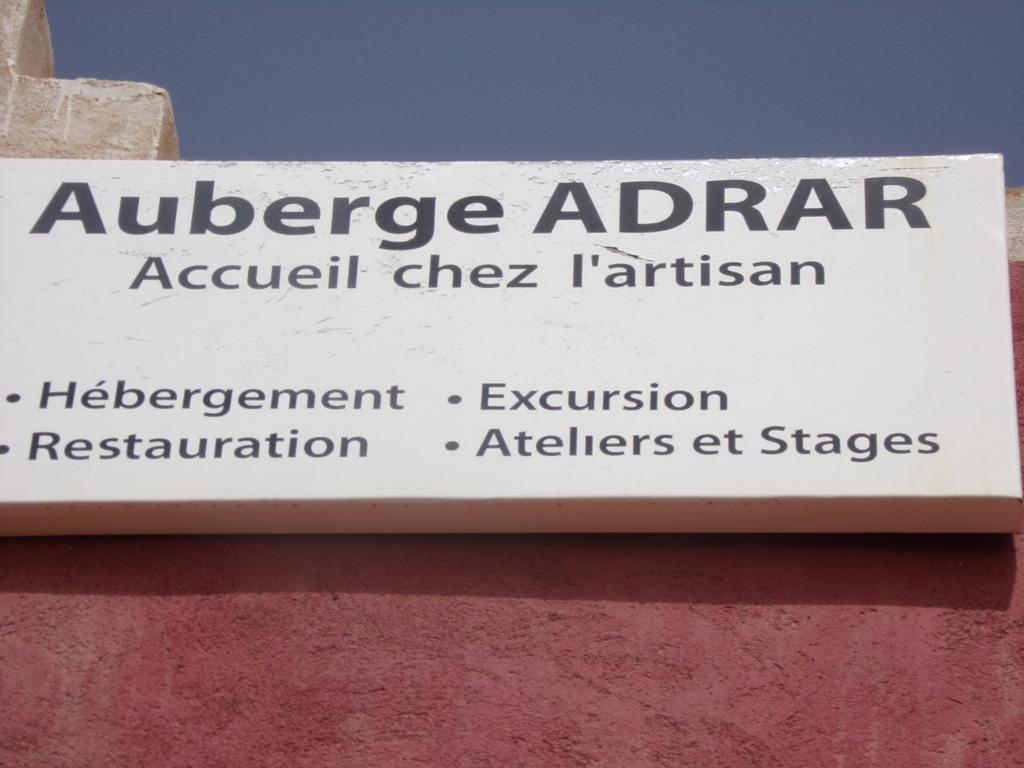 Auberge ADRAR
Accueil chez l'artisan
• Hébergement • Excursion
• Restauration • Ateliers et Stages